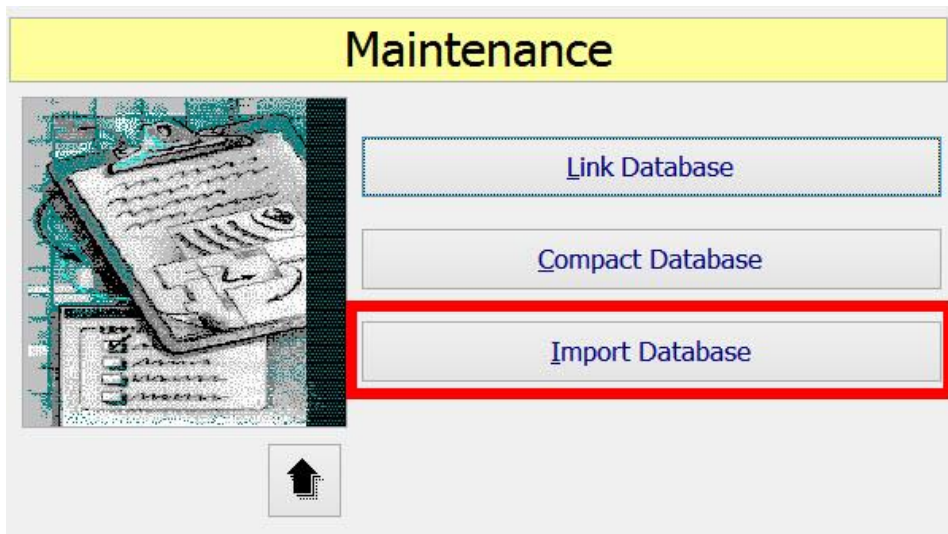 Maintenance
Link Database
Compact Database
Import Database